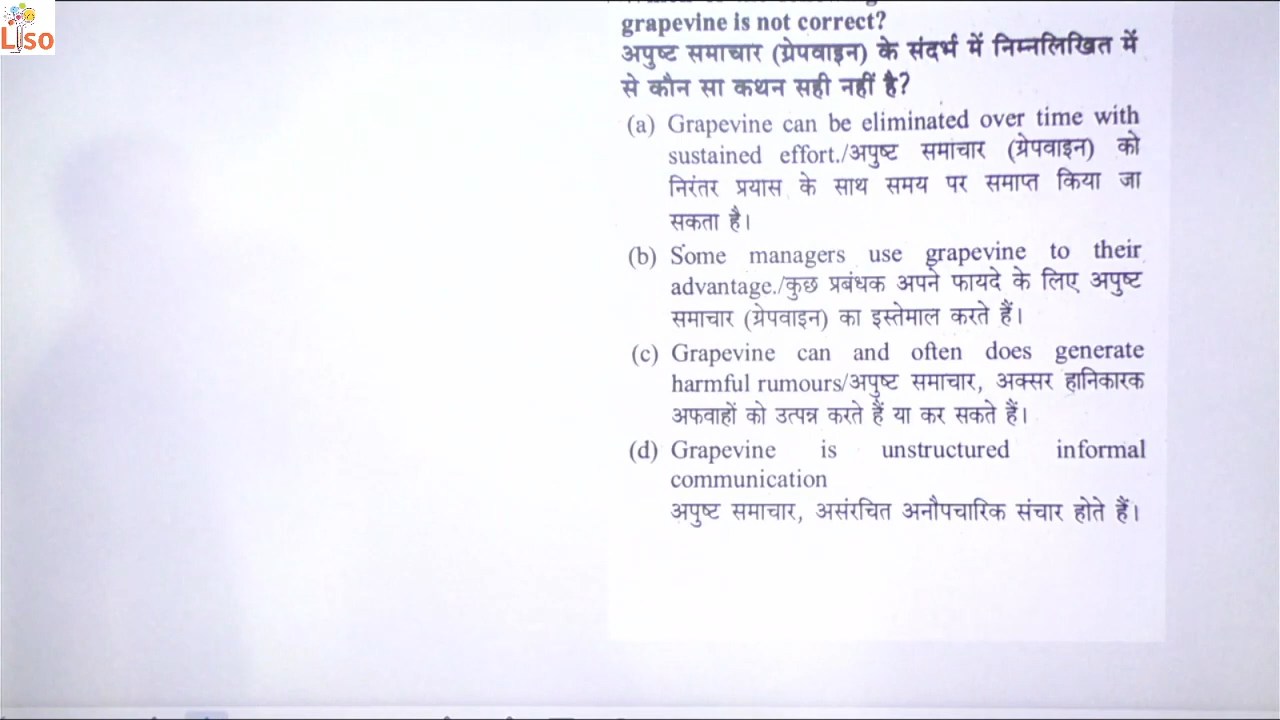 Liso
grapevine is not correct?
अपुष्ट समाचार (ग्रेपवाइन) के संदर्भ में निम्नलिखित में
से कौन सा कथन सही नहीं है?
(a) Grapevine can be eliminated over time with
sustained effort./अपुष्ट समाचार (ग्रेपवाइन) को
निरंतर प्रयास के साथ समय पर समाप्त किया जा
सकता है।
(b) Some managers use grapevine to their
advantage./कुछ प्रबंधक अपने फायदे के लिए अपुष्ट
समाचार (ग्रेपवाइन) का इस्तेमाल करते हैं।
(c) Grapevine can and often does generate
harmful rumours/अपुष्ट समाचार, अक्सर हानिकारक
अफवाहों को उत्पन्न करते हैं या कर सकते हैं।
(d) Grapevine is unstructured informal
communication
अपुष्ट समाचार, असंरचित अनौपचारिक संचार होते हैं।